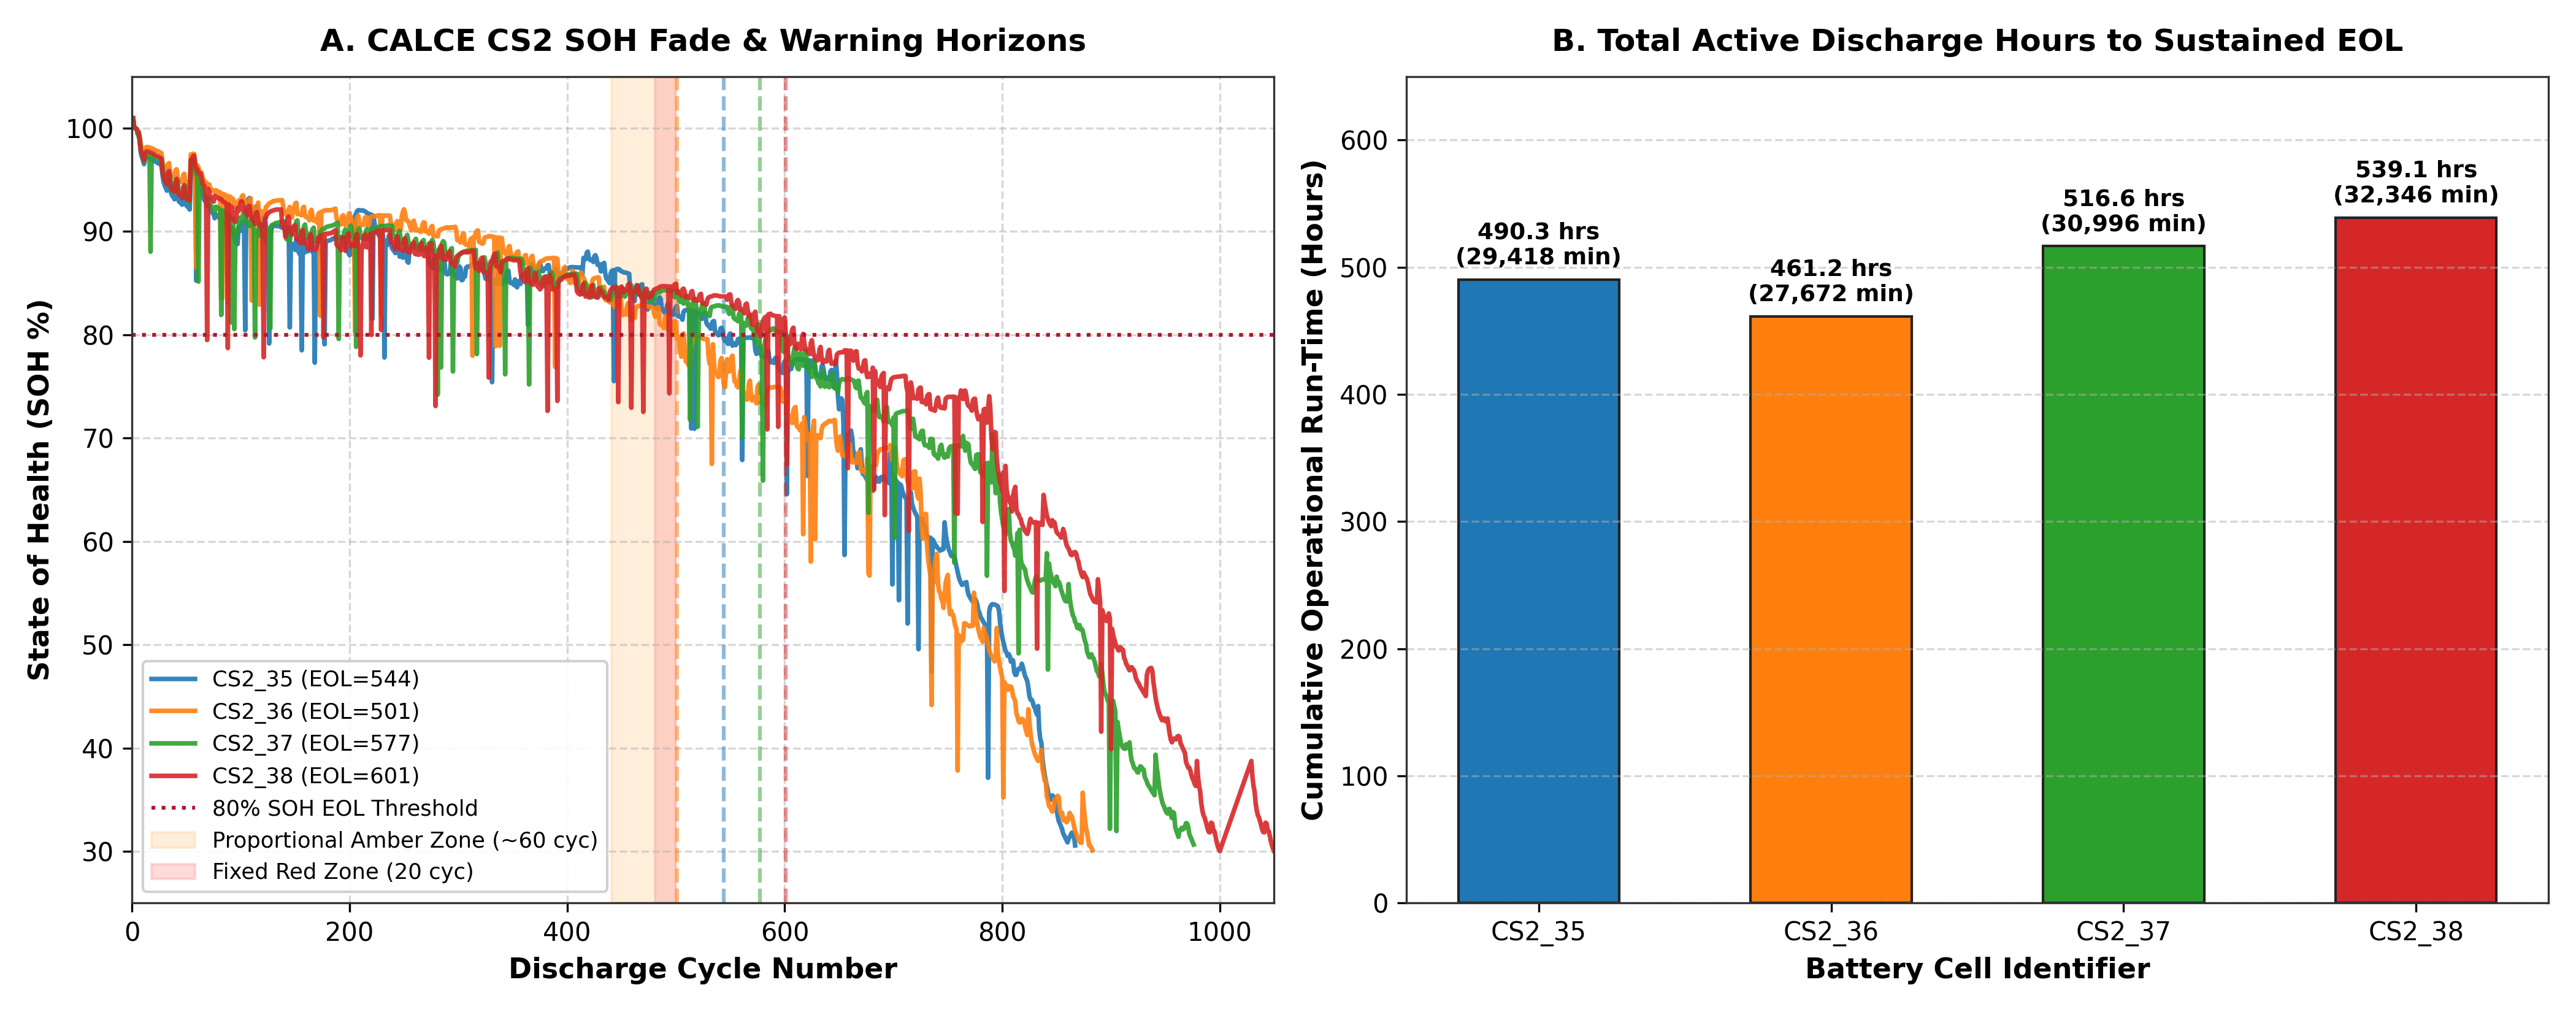 A. CALCE CS2 SOH Fade & Warning Horizons
State of Health (SOH %)
100
90
80
70
60
50
40
30
CS2_35 (EOL=544)
CS2_36 (EOL=501)
CS2_37 (EOL=577)
CS2_38 (EOL=601)
80% SOH EOL Threshold
Proportional Amber Zone (~60 cyc)
Fixed Red Zone (20 cyc)
0
200
400
600
800
1000
Discharge Cycle Number
B. Total Active Discharge Hours to Sustained EOL
Cumulative Operational Run-Time (Hours)
600
500
400
300
200
100
0
490.3 hrs
(29,418 min)
461.2 hrs
(27,672 min)
516.6 hrs
(30,996 min)
539.1 hrs
(32,346 min)
CS2_35
CS2_36
CS2_37
CS2_38
Battery Cell Identifier